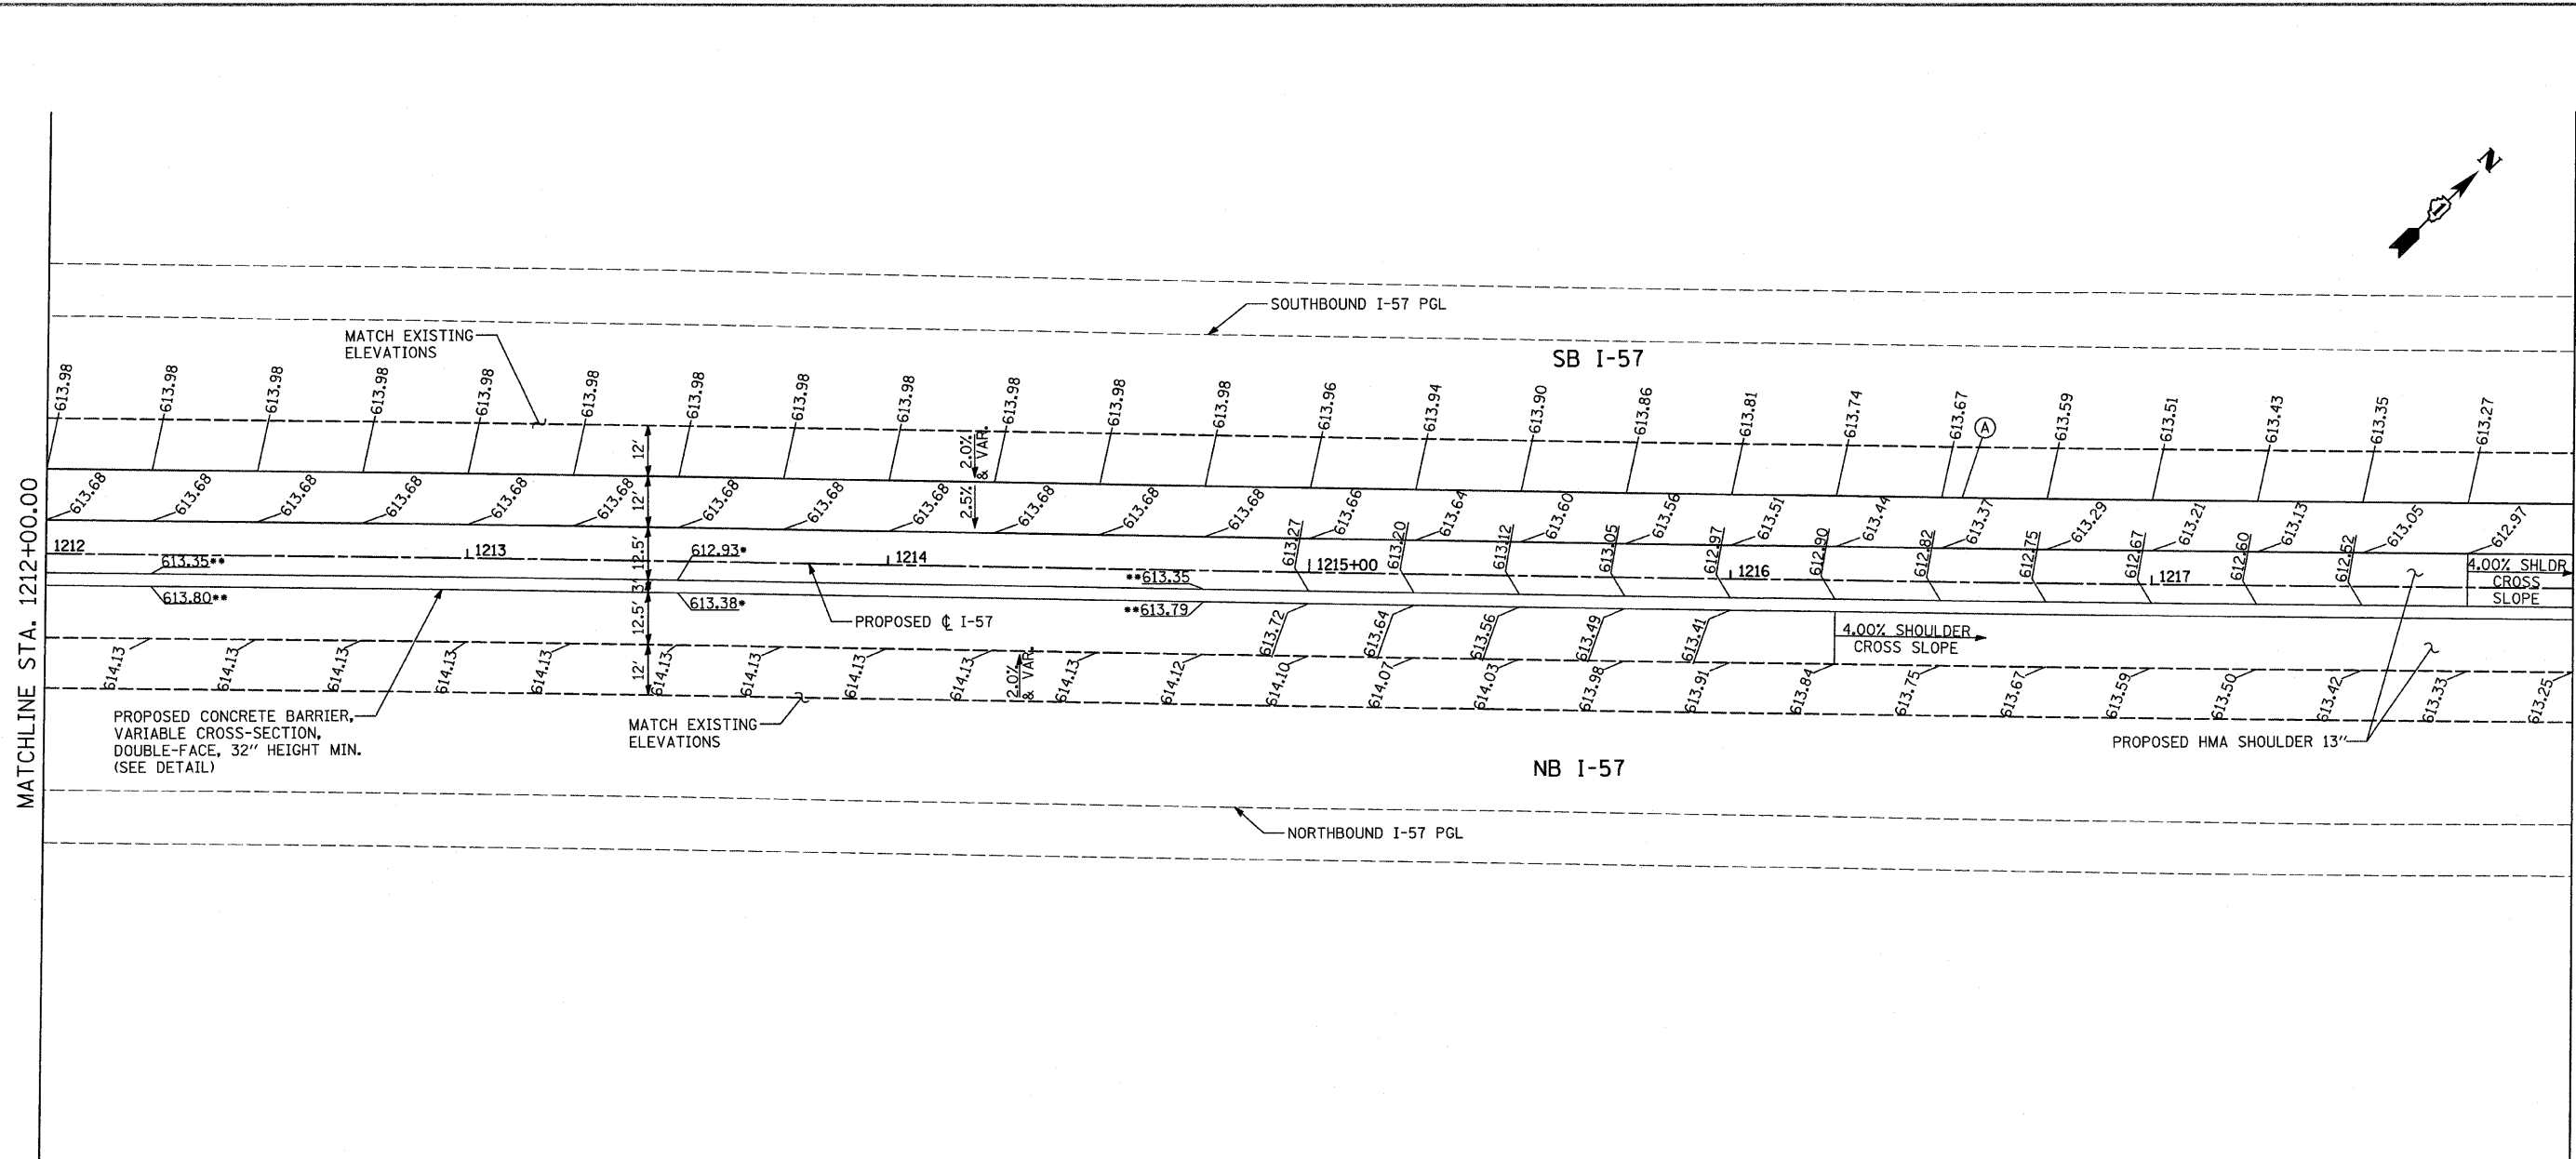 N
1
SOUTHBOUND I-57 PGL
MATCH EXISTING
ELEVATIONS
SB I-57
613.98 613.98 613.98 613.98 613.98 613.98 613.98 613.98 613.98 613.98 613.98 613.98 613.96 613.94 613.90 613.86 613.81 613.74 613.67 613.59 613.51 613.43 613.35 613.27
A
12'
2.0%
& VAR.
MATCHLINE STA. 1212+00.00
613.68 613.68 613.68 613.68 613.68 613.68 613.68 613.68 613.68 613.68 613.68 613.68 613.66 613.64 613.60 613.56 613.51 613.44 613.37 613.29 613.21 613.13 613.05 612.97
12'
2.5%
613.27 613.20 613.12 613.05 612.97 612.90 612.82 612.75 612.67 612.60 612.52
1212 1213 1214 1215+00 1216 1217
12.5'
613.35** 612.93* **613.35
4.00% SHLDR
CROSS
SLOPE
3'
613.80** 613.38* **613.79
12.5'
PROPOSED ℄ I-57
613.72 613.64 613.56 613.49 613.41
4.00% SHOULDER
CROSS SLOPE
12'
2.0%
& VAR.
614.13 614.13 614.13 614.13 614.13 614.13 614.13 614.13 614.13 614.13 614.12 614.10 614.07 614.03 613.98 613.91 613.84 613.75 613.67 613.59 613.50 613.42 613.33 613.25
PROPOSED CONCRETE BARRIER,
VARIABLE CROSS-SECTION,
DOUBLE-FACE, 32" HEIGHT MIN.
(SEE DETAIL)
MATCH EXISTING
ELEVATIONS
PROPOSED HMA SHOULDER 13"
NB I-57
NORTHBOUND I-57 PGL